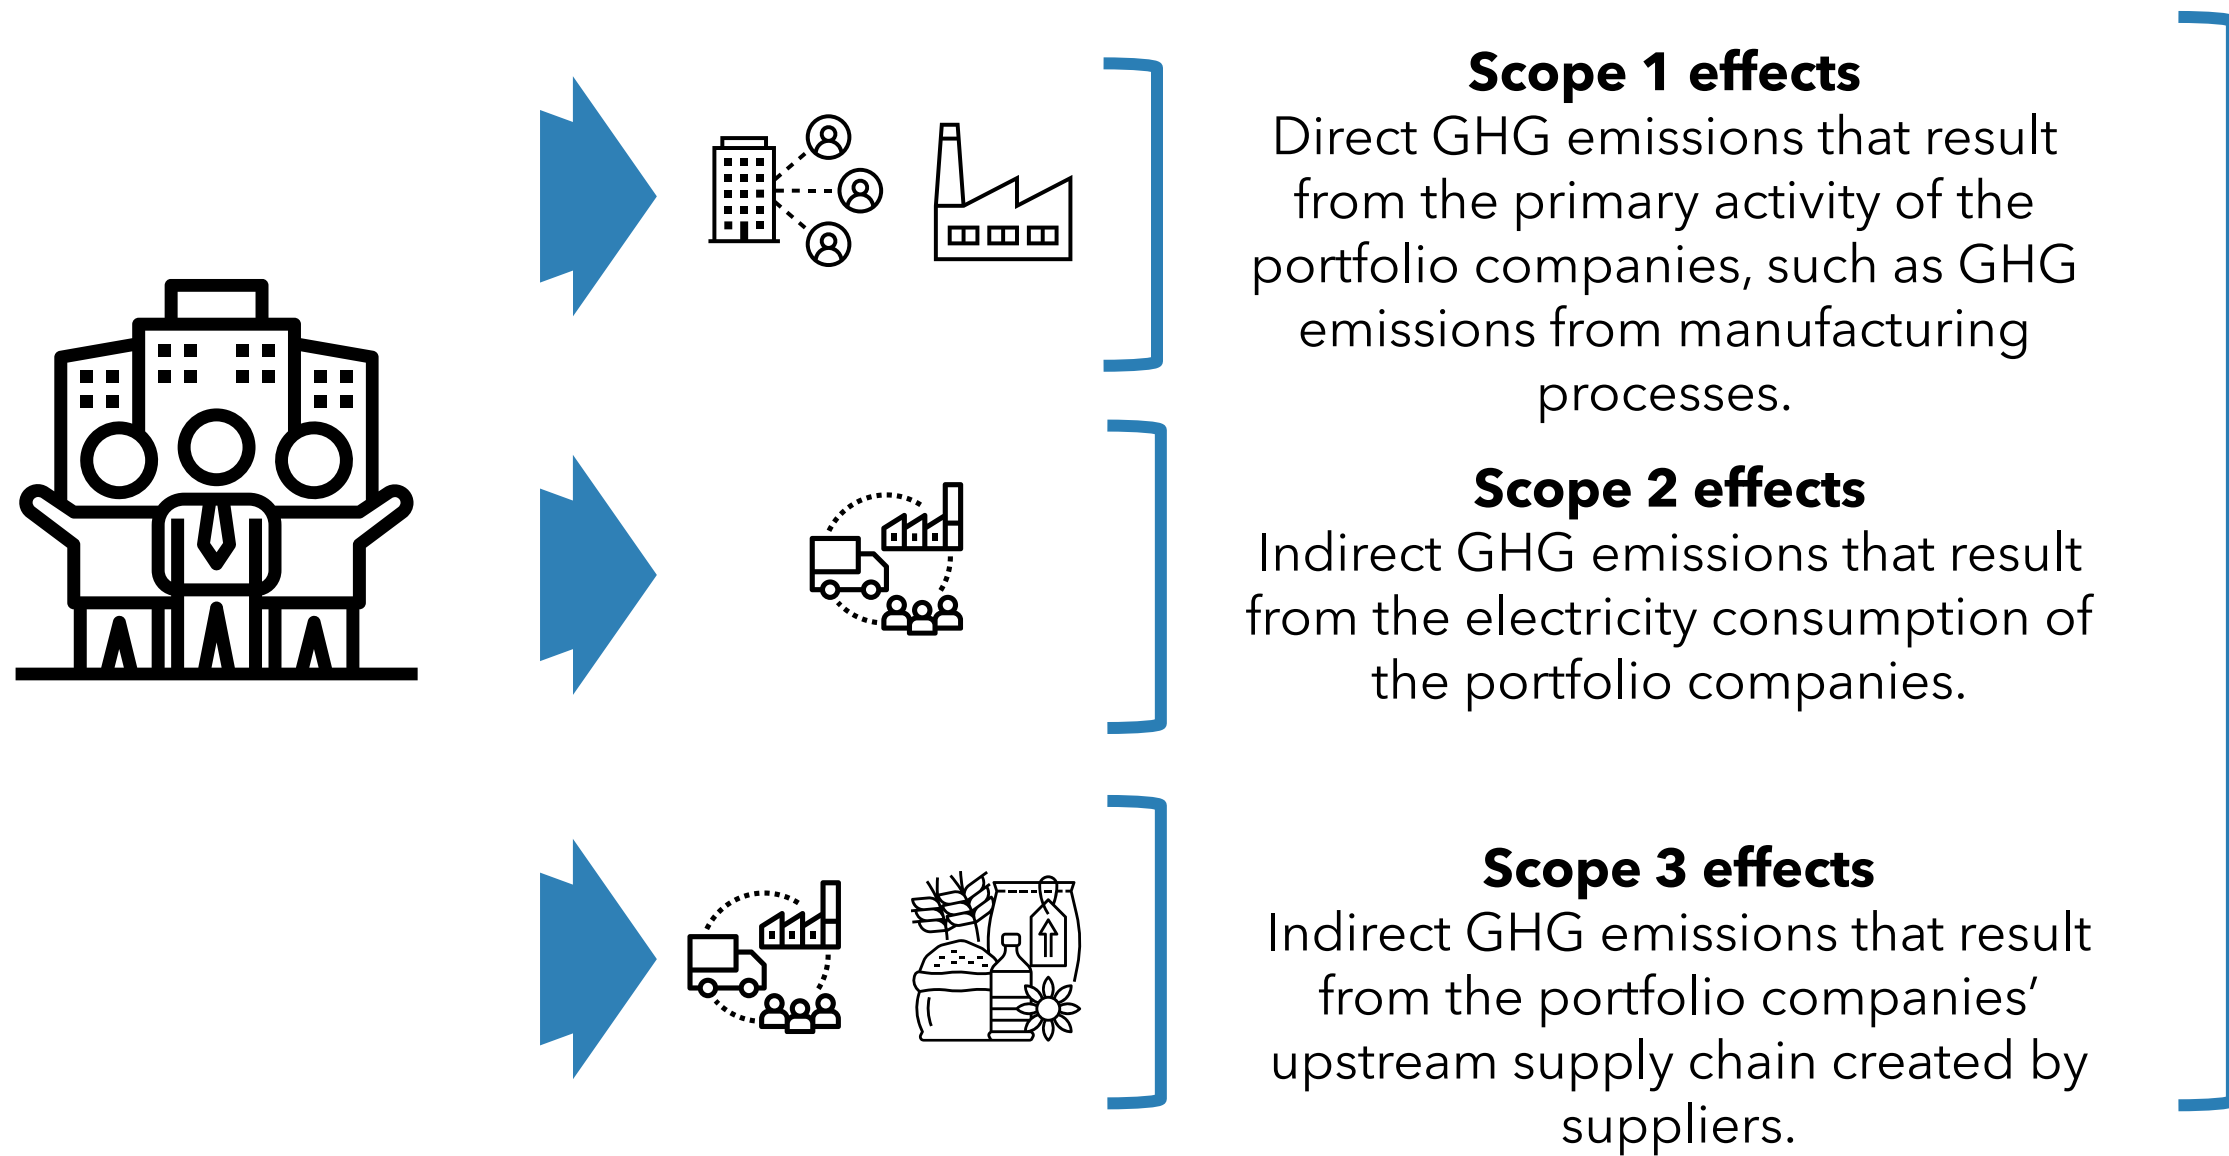 Scope 1 effects
Direct GHG emissions that result
from the primary activity of the
portfolio companies, such as GHG
emissions from manufacturing
processes.
Scope 2 effects
Indirect GHG emissions that result
from the electricity consumption of
the portfolio companies.
Scope 3 effects
Indirect GHG emissions that result
from the portfolio companies’
upstream supply chain created by
suppliers.